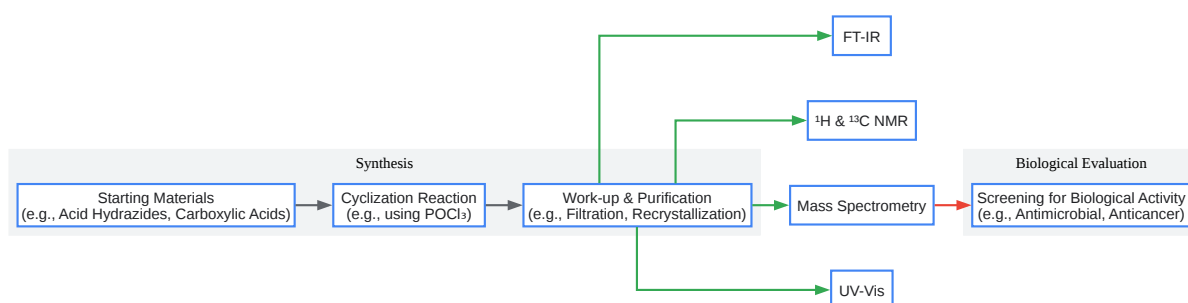 FT-IR
¹H & ¹³C NMR
Synthesis
Biological Evaluation
Starting Materials
(e.g., Acid Hydrazides, Carboxylic Acids)
Cyclization Reaction
(e.g., using POCl₃)
Work-up & Purification
(e.g., Filtration, Recrystallization)
Mass Spectrometry
Screening for Biological Activity
(e.g., Antimicrobial, Anticancer)
UV-Vis